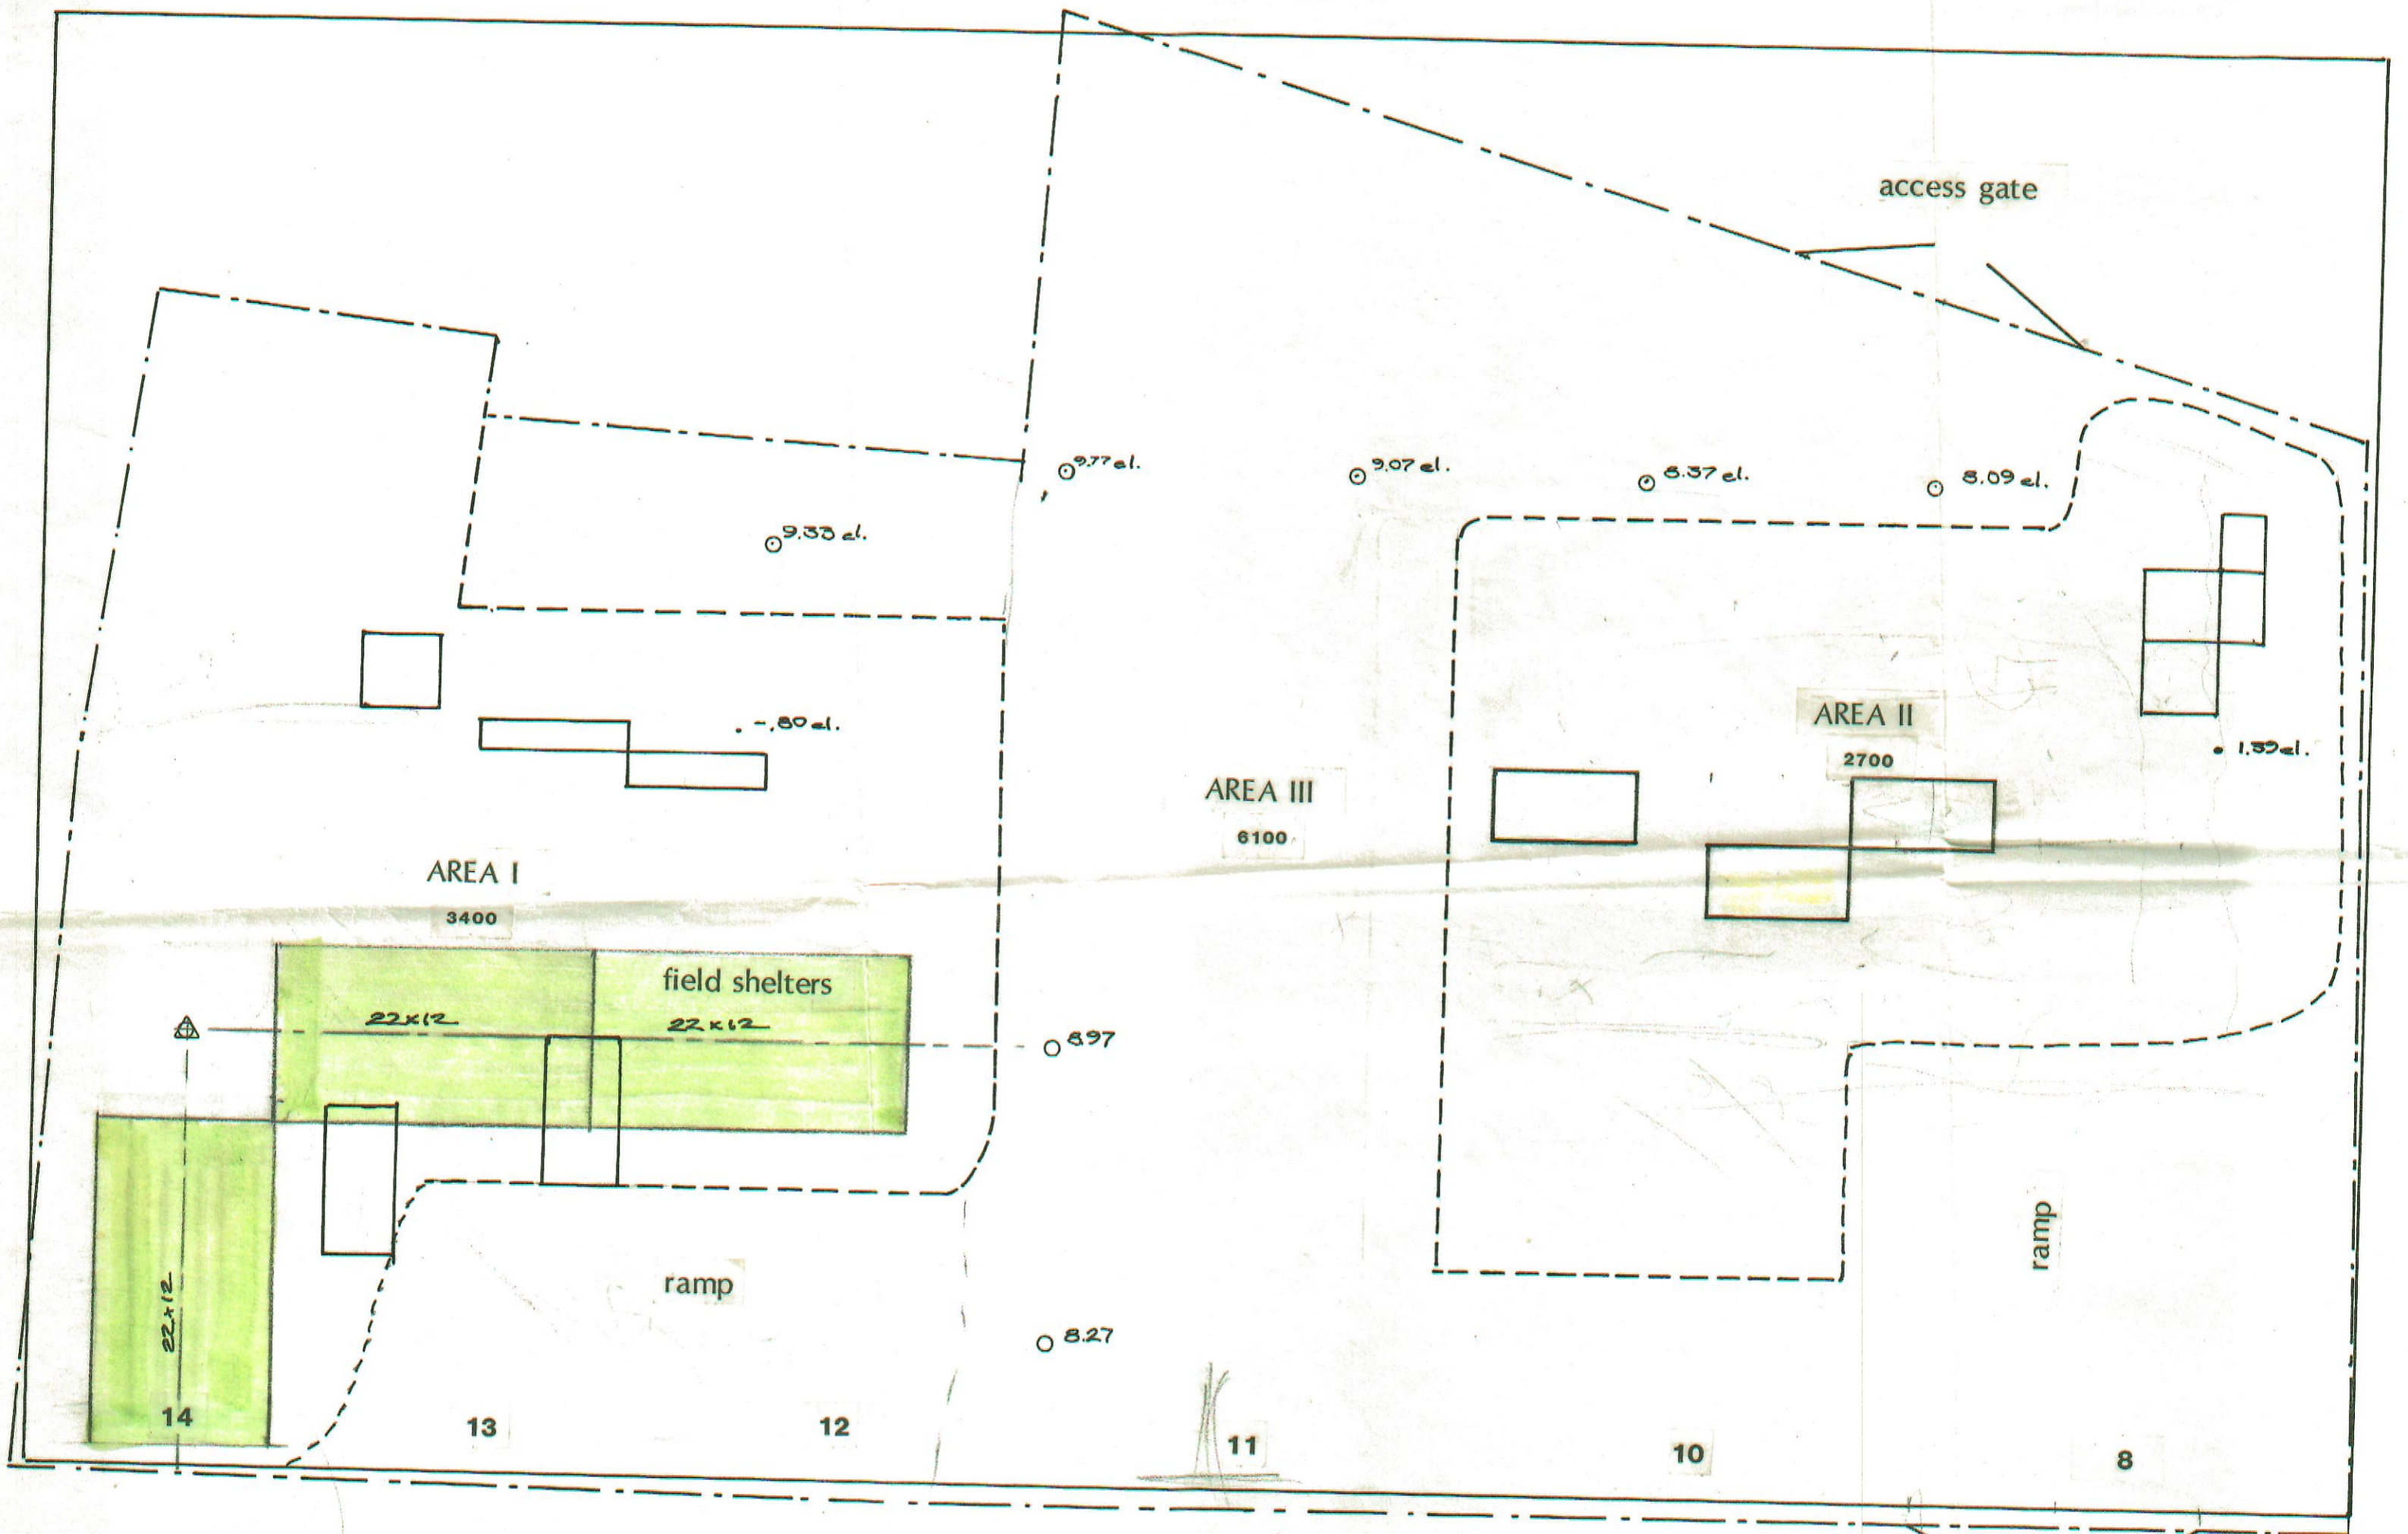 access gate
9.77 el.
9.07 el.
8.37 el.
8.09 el.
9.33 el.
-.80 el.
AREA II
2700
1.39 el.
AREA III
6100
AREA I
3400
field shelters
22x12
22x12
8.97
22x12
ramp
ramp
8.27
14
13
12
11
10
8